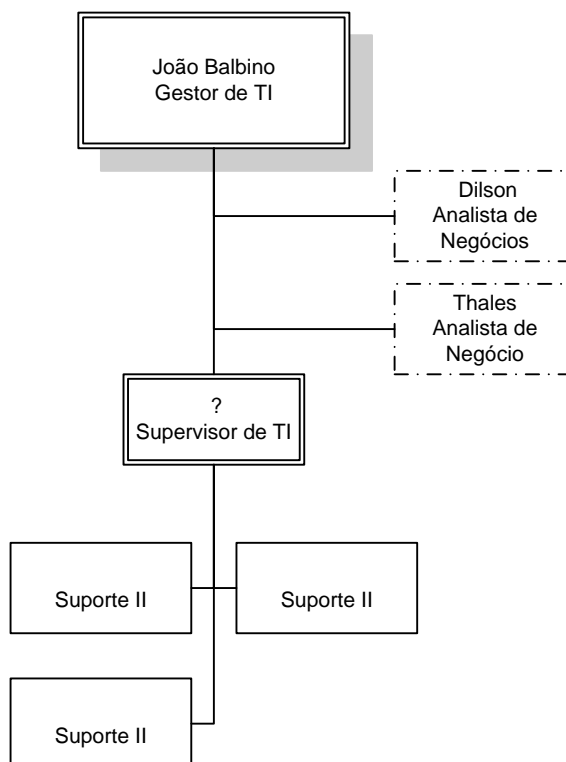 João Balbino
Gestor de TI
Dilson
Analista de
Negócios
Thales
Analista de
Negócio
?
Supervisor de TI
Suporte II
Suporte II
Suporte II